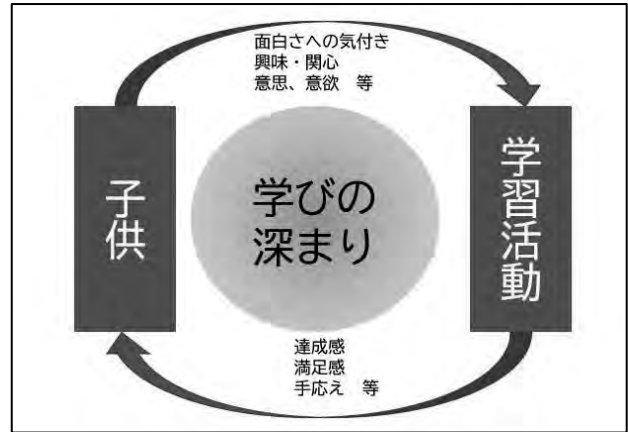 面白さへの気付き
興味・関心
意思、意欲　等
子供
学びの
深まり
学習活動
達成感
満足感
手応え　等